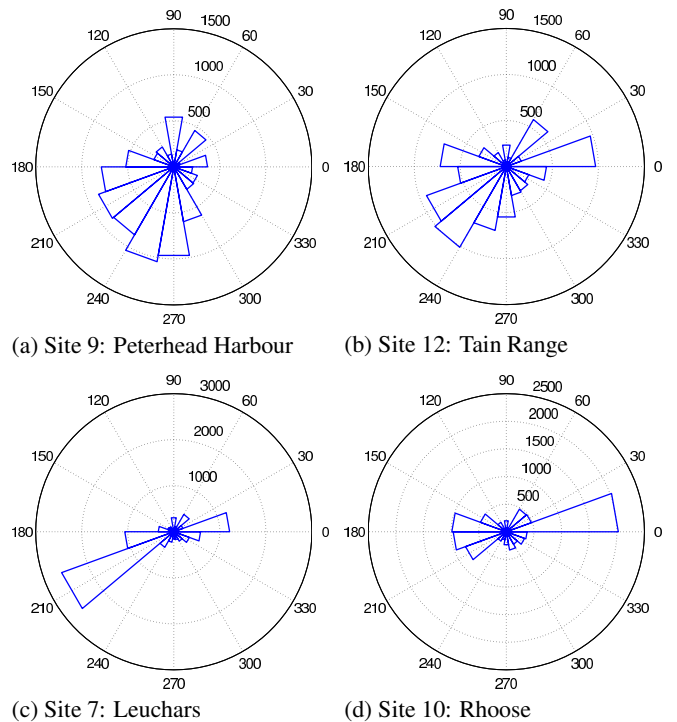 90 1500 90 1500
120 60 120 60
1000 1000
150 30 150 30
500 500
180 0 180 0
210 330 210 330
240 300 240 300
270 270
(a) Site 9: Peterhead Harbour (b) Site 12: Tain Range
90 3000 90 2500
120 60 120 60
2000 2000
150 30 150 1500 30
1000 1000
500
180 0 180 0
210 330 210 330
240 300 240 300
270 270
(c) Site 7: Leuchars (d) Site 10: Rhoose